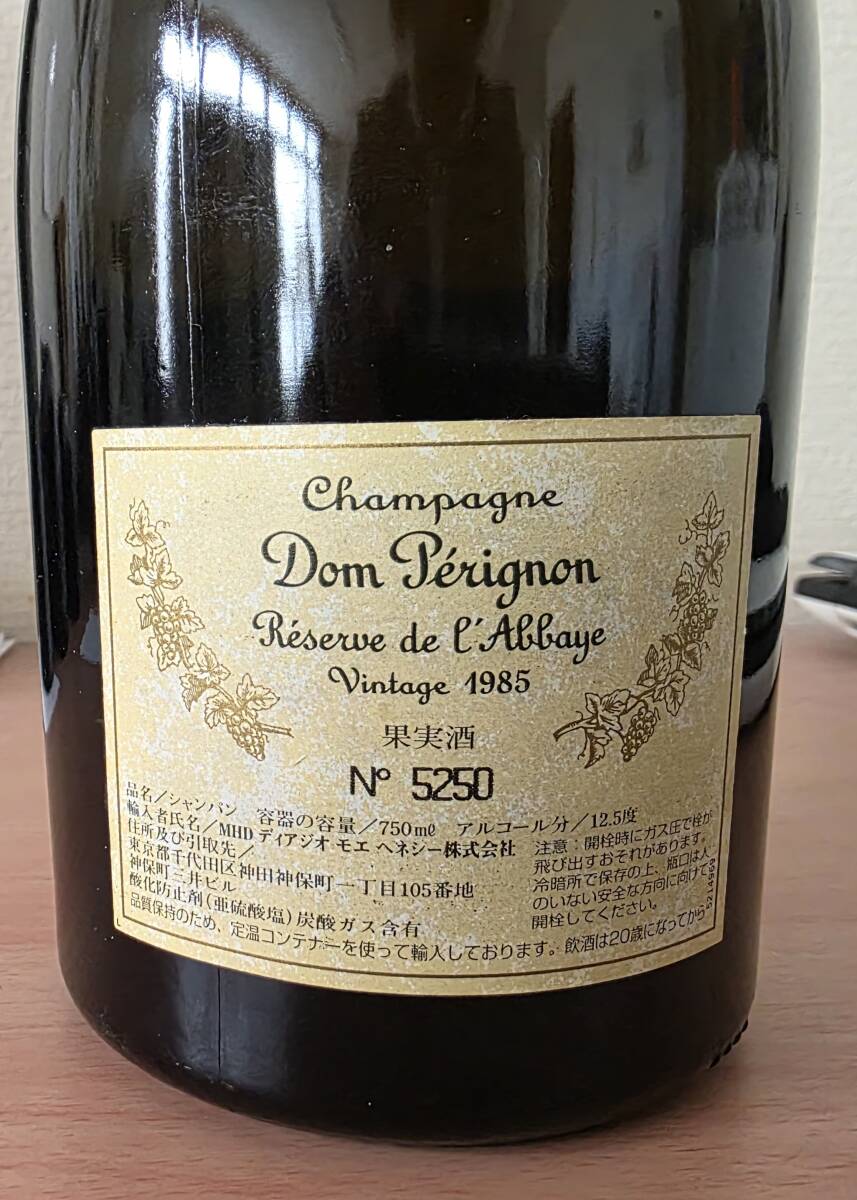 Champagne
Dom Pérignon
Réserve de l'Abbaye
Vintage 1985
果実酒
Nº 5250
品名／シャンパン 容器の容量／750mℓ アルコール分／12.5度
輸入者氏名／MHD ディアジオ モエ ヘネシー株式会社
住所及び引取先／
東京都千代田区神田神保町一丁目105番地
神保町三井ビル
酸化防止剤(亜硫酸塩)炭酸ガス含有
注意：開栓時にガス圧で栓が
飛び出すおそれがあります。
冷暗所で保存の上、瓶口は人
のいない安全な方向に向けて
開栓してください。
品質保持のため、定温コンテナーを使って輸入しております。飲酒は20歳になってから
5214969